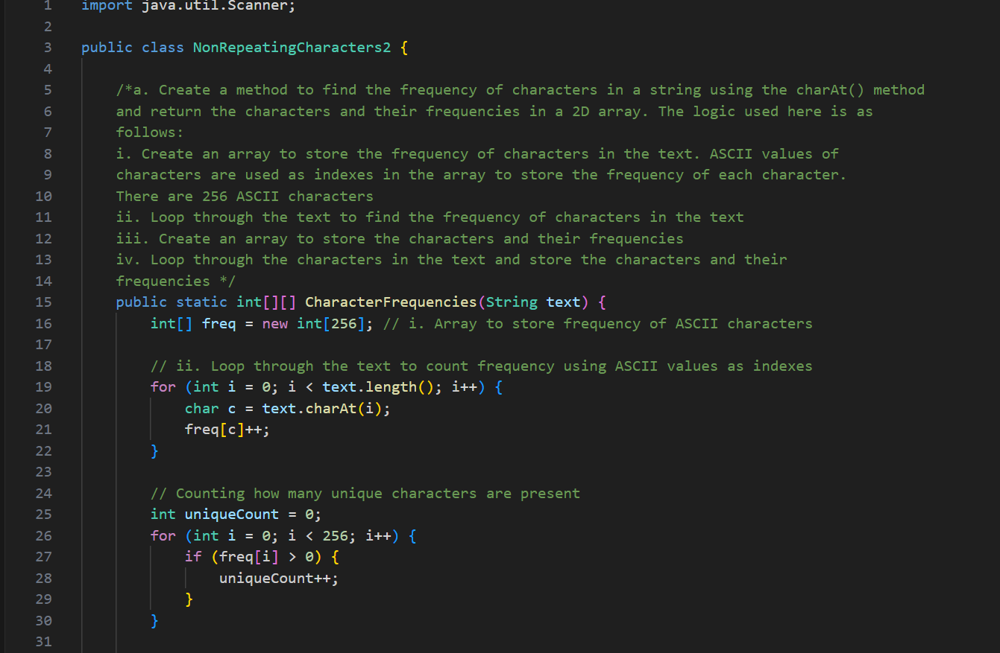 1 import java.util.Scanner;
2
3 public class NonRepeatingCharacters2 {
4
5 /*a. Create a method to find the frequency of characters in a string using the charAt() method
6 and return the characters and their frequencies in a 2D array. The logic used here is as
7 follows:
8 i. Create an array to store the frequency of characters in the text. ASCII values of
9 characters are used as indexes in the array to store the frequency of each character.
10 There are 256 ASCII characters
11 ii. Loop through the text to find the frequency of characters in the text
12 iii. Create an array to store the characters and their frequencies
13 iv. Loop through the characters in the text and store the characters and their
14 frequencies */
15 public static int[][] CharacterFrequencies(String text) {
16 int[] freq = new int[256]; // i. Array to store frequency of ASCII characters
17
18 // ii. Loop through the text to count frequency using ASCII values as indexes
19 for (int i = 0; i < text.length(); i++) {
20 char c = text.charAt(i);
21 freq[c]++;
22 }
23
24 // Counting how many unique characters are present
25 int uniqueCount = 0;
26 for (int i = 0; i < 256; i++) {
27 if (freq[i] > 0) {
28 uniqueCount++;
29 }
30 }
31